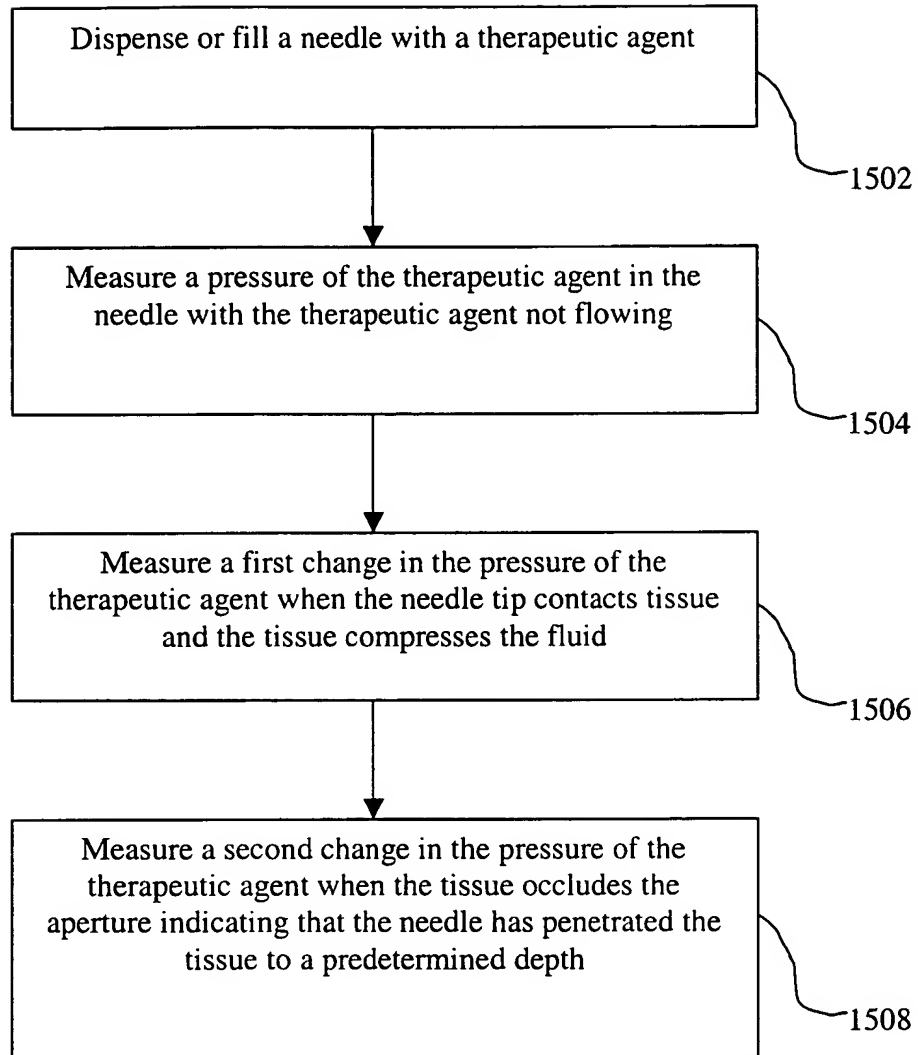 Dispense or fill a needle with a therapeutic agent
1502
Measure a pressure of the therapeutic agent in the
needle with the therapeutic agent not flowing
1504
Measure a first change in the pressure of the
therapeutic agent when the needle tip contacts tissue
and the tissue compresses the fluid
1506
Measure a second change in the pressure of the
therapeutic agent when the tissue occludes the
aperture indicating that the needle has penetrated the
tissue to a predetermined depth
1508